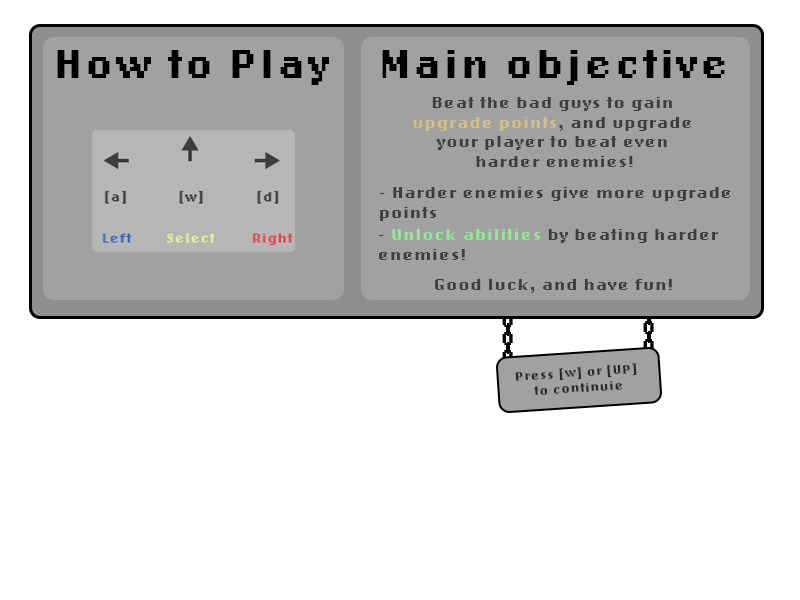 How to Play
[a] [w] [d]
Left Select Right
Main objective
Beat the bad guys to gain
upgrade points, and upgrade
your player to beat even
harder enemies!
- Harder enemies give more upgrade
points
- Unlock abilities by beating harder
enemies!
Good luck, and have fun!
Press [w] or [UP]
to continuie